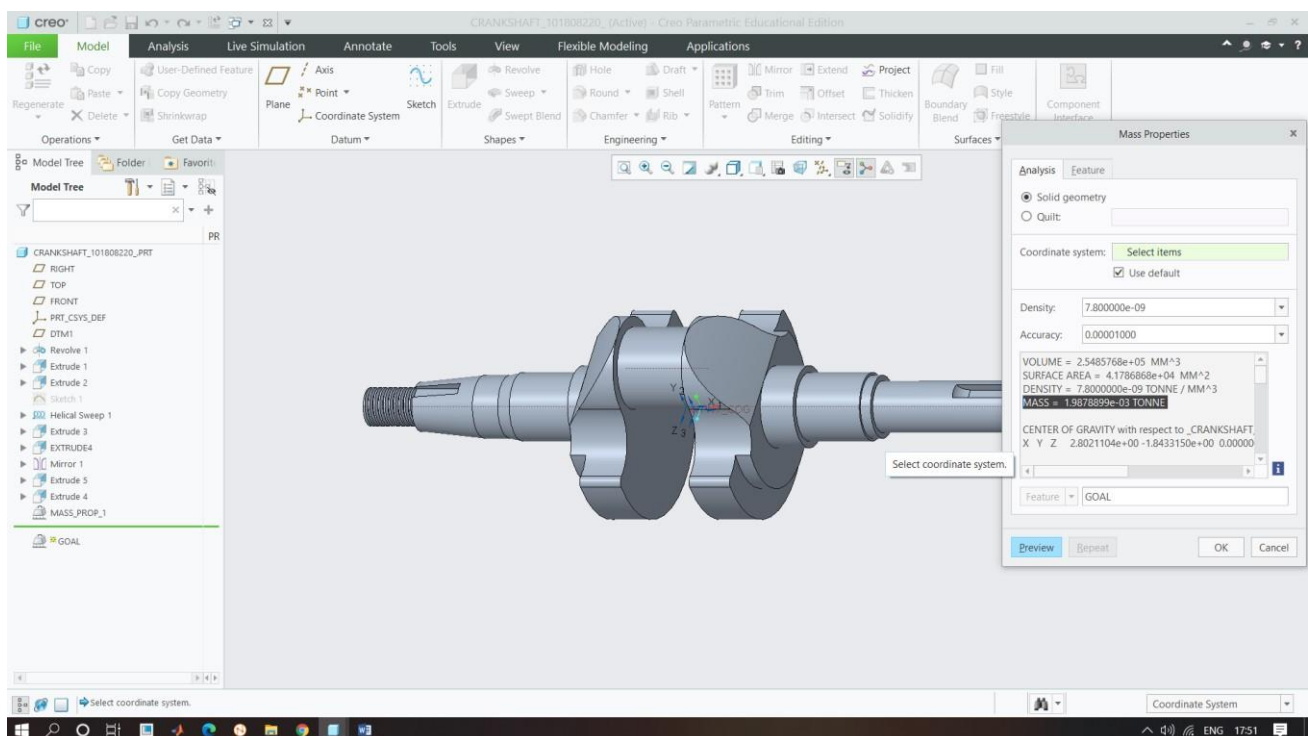 creo° CRANKSHAFT_101808220_ (Active) - Creo Parametric Educational Edition
File Model Analysis Live Simulation Annotate Tools View Flexible Modeling Applications
Regenerate
Copy
Paste
Delete
Operations
User-Defined Feature
Copy Geometry
Shrinkwrap
Get Data
Plane
Axis
Point
Coordinate System
Sketch
Datum
Extrude
Revolve
Sweep
Swept Blend
Shapes
Hole Draft
Round Shell
Chamfer Rib
Engineering
Pattern
Mirror Extend Project
Trim Offset Thicken
Merge Intersect Solidify
Editing
Boundary Blend
Fill
Style
Freestyle
Surfaces
Component Interface
Model Tree Folder Favorit
Model Tree
PR
CRANKSHAFT_101808220_.PRT
RIGHT
TOP
FRONT
PRT_CSYS_DEF
DTM1
Revolve 1
Extrude 1
Extrude 2
Sketch 1
Helical Sweep 1
Extrude 3
EXTRUDE4
Mirror 1
Extrude 5
Extrude 4
MASS_PROP_1
GOAL
Y 2
X 1
Z 3
Select coordinate system.
Mass Properties
Analysis Feature
Solid geometry
Quilt:
Coordinate system: Select items
Use default
Density: 7.800000e-09
Accuracy: 0.00001000
VOLUME = 2.5485768e+05 MM^3
SURFACE AREA = 4.1786868e+04 MM^2
DENSITY = 7.8000000e-09 TONNE / MM^3
MASS = 1.9878899e-03 TONNE
CENTER OF GRAVITY with respect to _CRANKSHAFT_
X Y Z 2.8021104e+00 -1.8433150e+00 0.00000
Feature GOAL
Preview Repeat OK Cancel
Select coordinate system.
Coordinate System
ENG 17:51